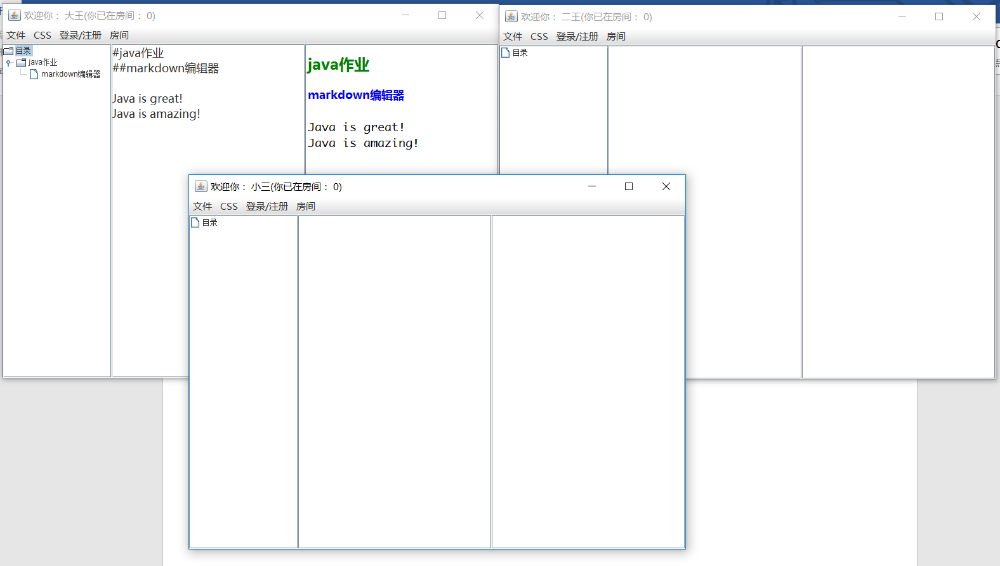 欢迎你： 大王(你已在房间： 0)
文件 CSS 登录/注册 房间
目录
java作业
markdown编辑器
#java作业
##markdown编辑器
Java is great!
Java is amazing!
java作业
markdown编辑器
Java is great!
Java is amazing!
欢迎你： 二王(你已在房间： 0)
文件 CSS 登录/注册 房间
目录
欢迎你： 小三(你已在房间： 0)
文件 CSS 登录/注册 房间
目录